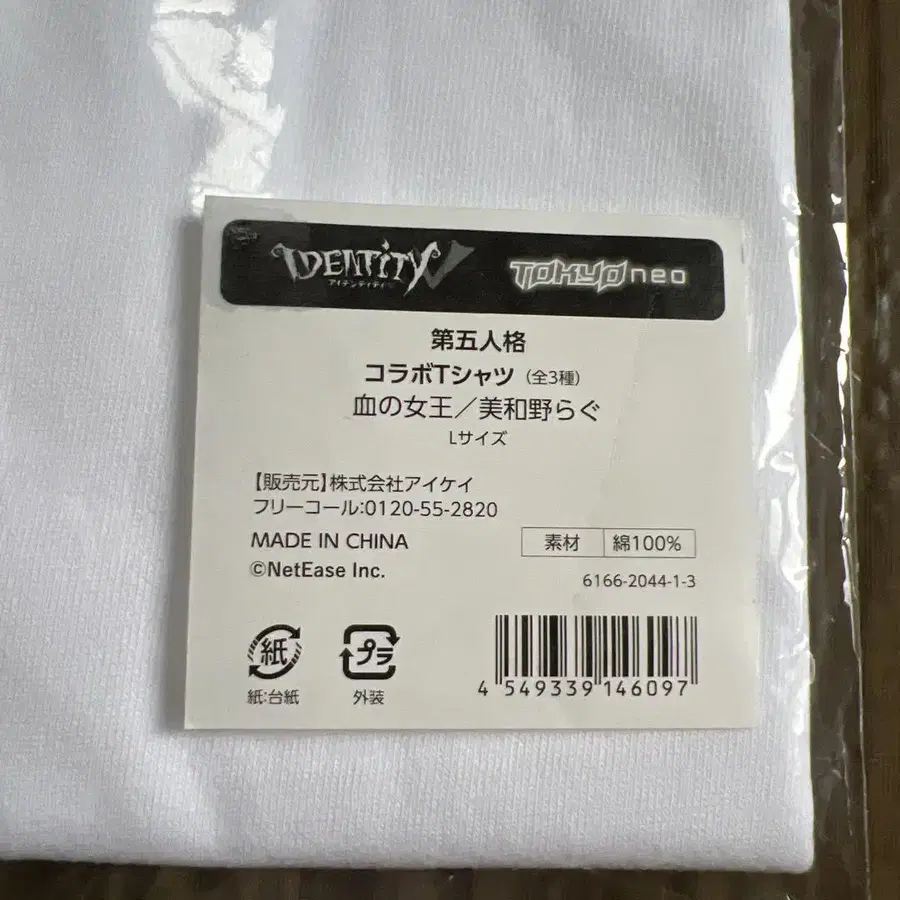 IDENTITY V
アイデンティティV
TOKYO neo
第五人格
コラボTシャツ (全3種)
血の女王／美和野らぐ
Lサイズ
【販売元】株式会社アイケイ
フリーコール:0120-55-2820
MADE IN CHINA
素材 綿100%
©NetEase Inc.
6166-2044-1-3
紙
プラ
紙:台紙
外装
4 549339 146097